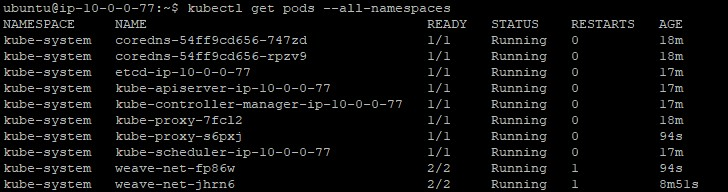 ubuntu@ip-10-0-0-77:~$ kubectl get pods --all-namespaces
NAMESPACE NAME READY STATUS RESTARTS AGE
kube-system coredns-54ff9cd656-747zd 1/1 Running 0 18m
kube-system coredns-54ff9cd656-rpzv9 1/1 Running 0 18m
kube-system etcd-ip-10-0-0-77 1/1 Running 0 17m
kube-system kube-apiserver-ip-10-0-0-77 1/1 Running 0 17m
kube-system kube-controller-manager-ip-10-0-0-77 1/1 Running 0 17m
kube-system kube-proxy-7fcl2 1/1 Running 0 18m
kube-system kube-proxy-s6pxj 1/1 Running 0 94s
kube-system kube-scheduler-ip-10-0-0-77 1/1 Running 0 17m
kube-system weave-net-fp86w 2/2 Running 1 94s
kube-system weave-net-jhrn6 2/2 Running 1 8m51s